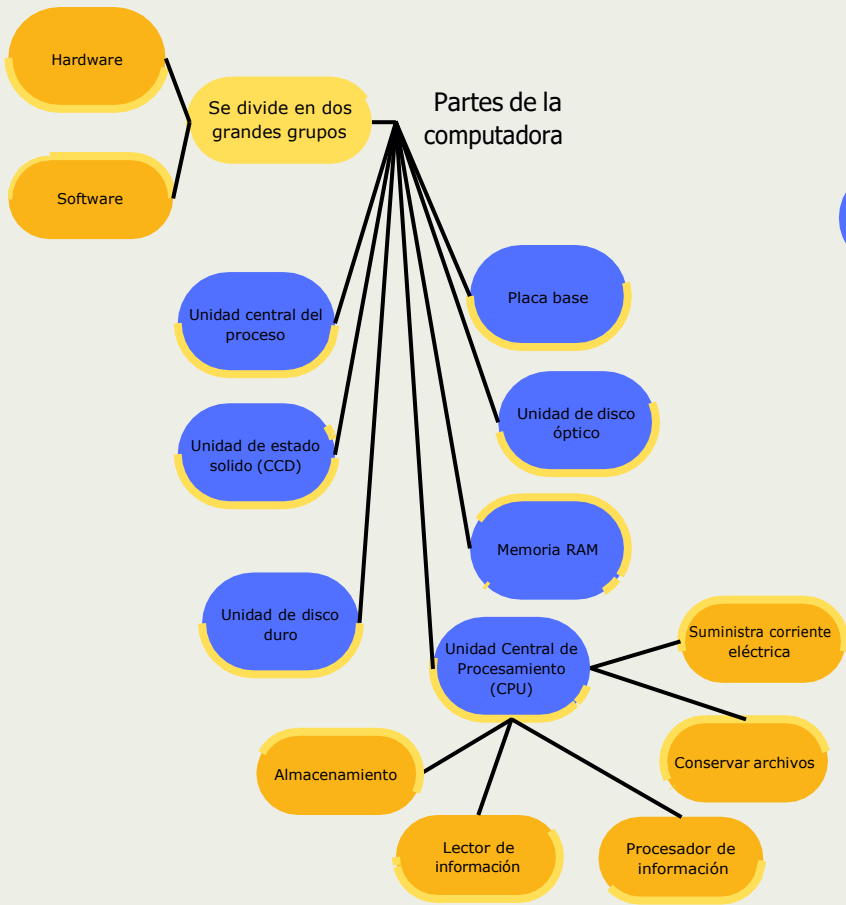 Hardware
Se divide en dos
grandes grupos
Partes de la
computadora
Software
Unidad central del
proceso
Placa base
Unidad de estado
solido (CCD)
Unidad de disco
óptico
Memoria RAM
Unidad de disco
duro
Unidad Central de
Procesamiento
(CPU)
Suministra corriente
eléctrica
Almacenamiento
Conservar archivos
Lector de
información
Procesador de
información